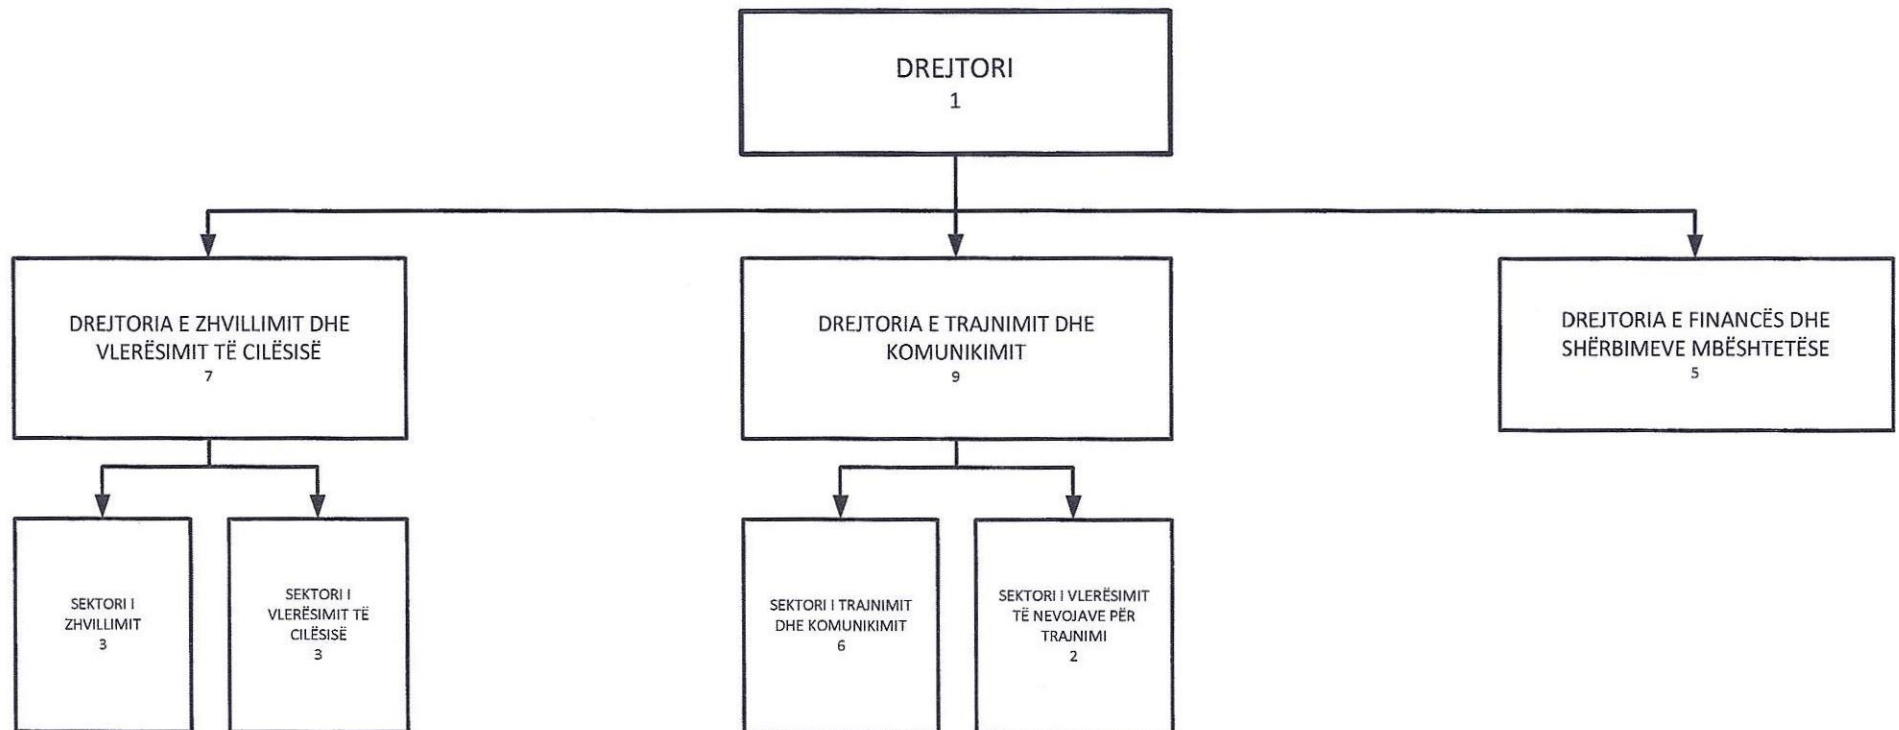 DREJTORI
1
DREJTORIA E ZHVILLIMIT DHE
VLERËSIMIT TË CILËSISË
7
DREJTORIA E TRAJNIMIT DHE
KOMUNIKIMIT
9
DREJTORIA E FINANCËS DHE
SHËRBIMEVE MBËSHTETËSE
5
SEKTORI I
ZHVILLIMIT
3
SEKTORI I
VLERËSIMIT TË
CILËSISË
3
SEKTORI I TRAJNIMIT
DHE KOMUNIKIMIT
6
SEKTORI I VLERËSIMIT
TË NEVOJAVE PËR
TRAJNIMI
2